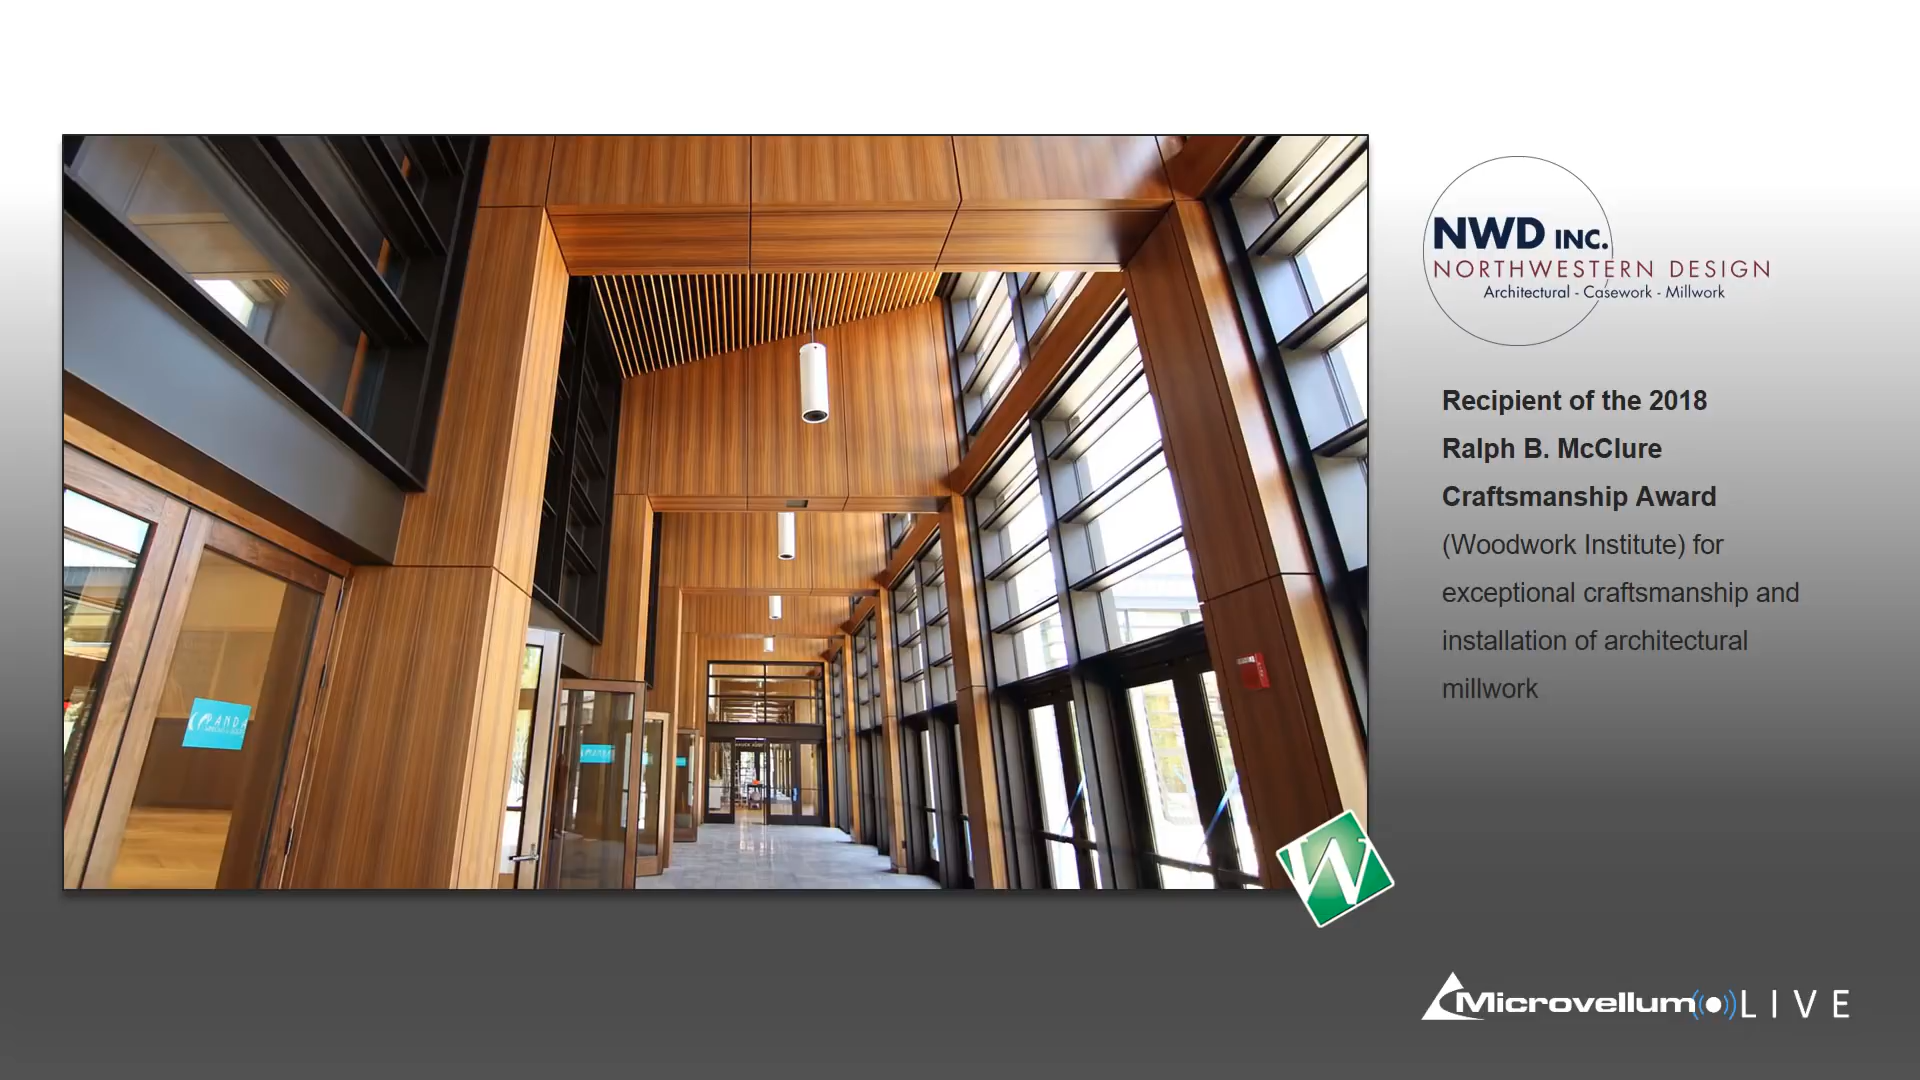 NWD INC.
NORTHWESTERN DESIGN
Architectural - Casework - Millwork
Recipient of the 2018
Ralph B. McClure
Craftsmanship Award
(Woodwork Institute) for
exceptional craftsmanship and
installation of architectural
millwork
W
Microvellum LIVE